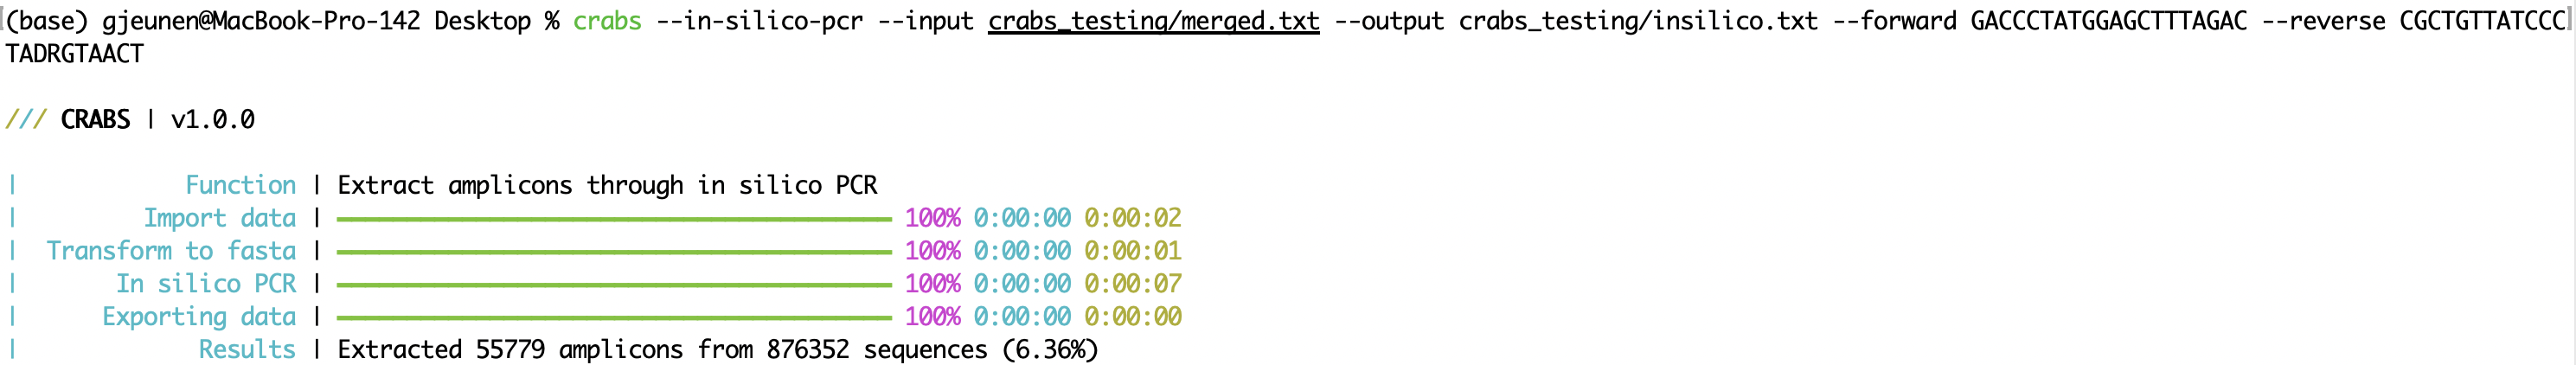 (base) gjeunen@MacBook-Pro-142 Desktop % crabs --in-silico-pcr --input crabs_testing/merged.txt --output crabs_testing/insilico.txt --forward GACCCTATGGAGCTTTAGAC --reverse CGCTGTTATCCC
TADRGTAACT
/// CRABS | v1.0.0
| Function | Extract amplicons through in silico PCR
| Import data | 100% 0:00:00 0:00:02
| Transform to fasta | 100% 0:00:00 0:00:01
| In silico PCR | 100% 0:00:00 0:00:07
| Exporting data | 100% 0:00:00 0:00:00
| Results | Extracted 55779 amplicons from 876352 sequences (6.36%)